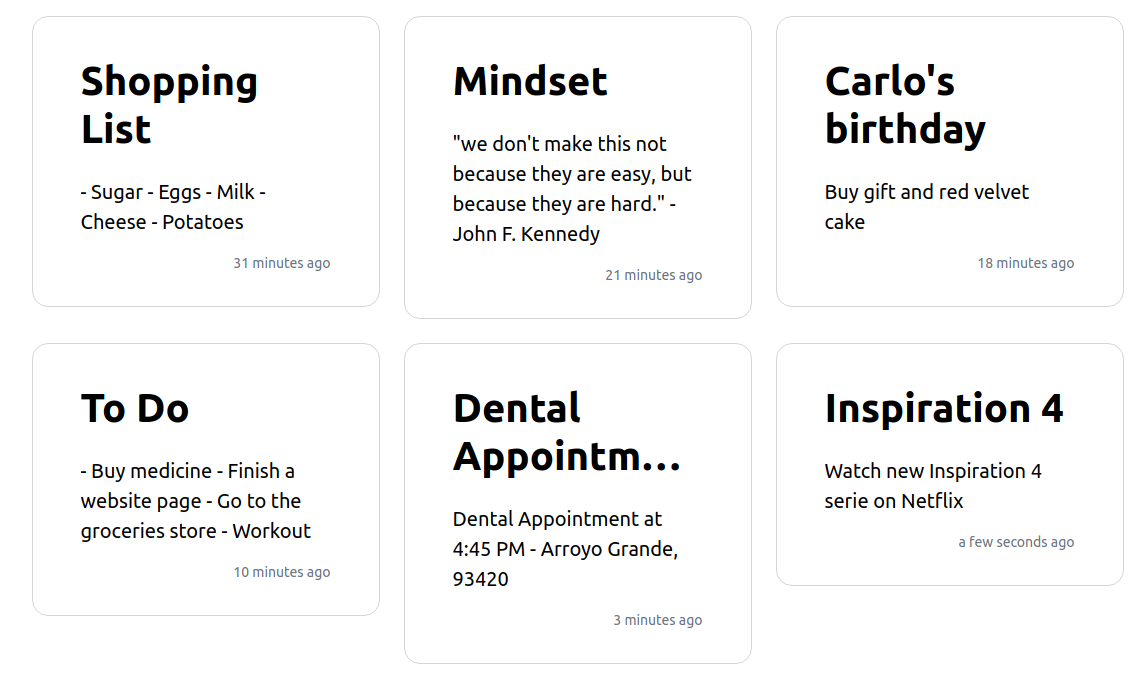 Shopping
List
- Sugar - Eggs - Milk -
Cheese - Potatoes
31 minutes ago
Mindset
"we don't make this not
because they are easy, but
because they are hard." -
John F. Kennedy
21 minutes ago
Carlo's
birthday
Buy gift and red velvet
cake
18 minutes ago
To Do
- Buy medicine - Finish a
website page - Go to the
groceries store - Workout
10 minutes ago
Dental
Appointm...
Dental Appointment at
4:45 PM - Arroyo Grande,
93420
3 minutes ago
Inspiration 4
Watch new Inspiration 4
serie on Netflix
a few seconds ago